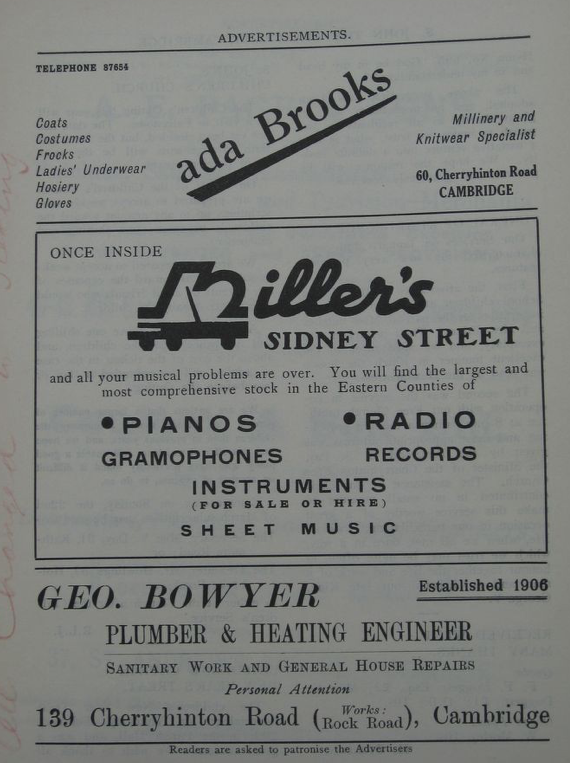 ADVERTISEMENTS.
TELEPHONE 87654
Coats
Costumes
Frocks
Ladies' Underwear
Hosiery
Gloves
ada Brooks
Millinery and
Knitwear Specialist
60, Cherryhinton Road
CAMBRIDGE
ONCE INSIDE
Miller's
SIDNEY STREET
and all your musical problems are over. You will find the largest and
most comprehensive stock in the Eastern Counties of
•PIANOS •RADIO
GRAMOPHONES RECORDS
INSTRUMENTS
(FOR SALE OR HIRE)
SHEET MUSIC
GEO. BOWYER
Established 1906
PLUMBER & HEATING ENGINEER
SANITARY WORK AND GENERAL HOUSE REPAIRS
Personal Attention
139 Cherryhinton Road (Works: Rock Road), Cambridge
Readers are asked to patronise the Advertisers